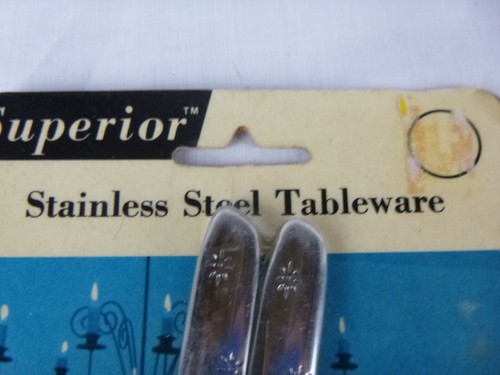 Superior™
Stainless Steel Tableware